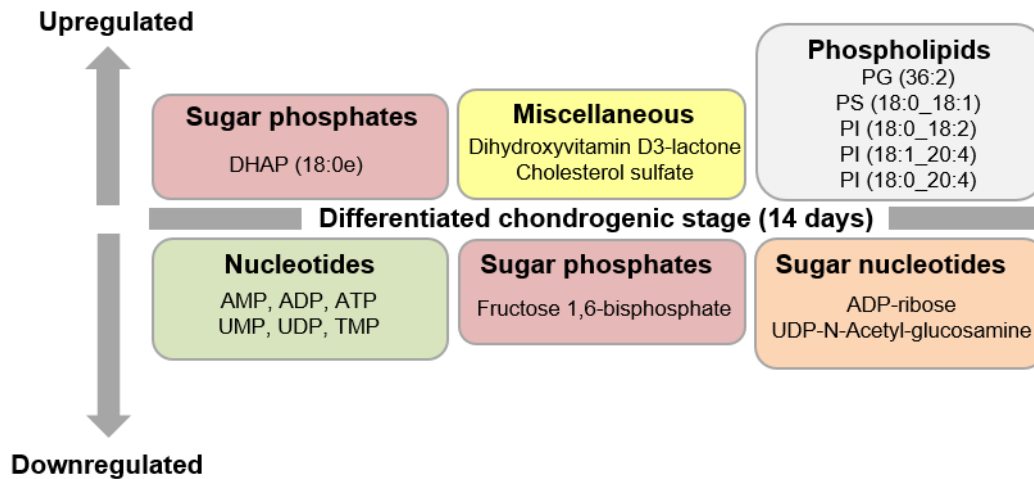 Upregulated
Sugar phosphates
DHAP (18:0e)
Miscellaneous
Dihydroxyvitamin D3-lactone
Cholesterol sulfate
Phospholipids
PG (36:2)
PS (18:0_18:1)
PI (18:0_18:2)
PI (18:1_20:4)
PI (18:0_20:4)
Differentiated chondrogenic stage (14 days)
Nucleotides
AMP, ADP, ATP
UMP, UDP, TMP
Sugar phosphates
Fructose 1,6-bisphosphate
Sugar nucleotides
ADP-ribose
UDP-N-Acetyl-glucosamine
Downregulated